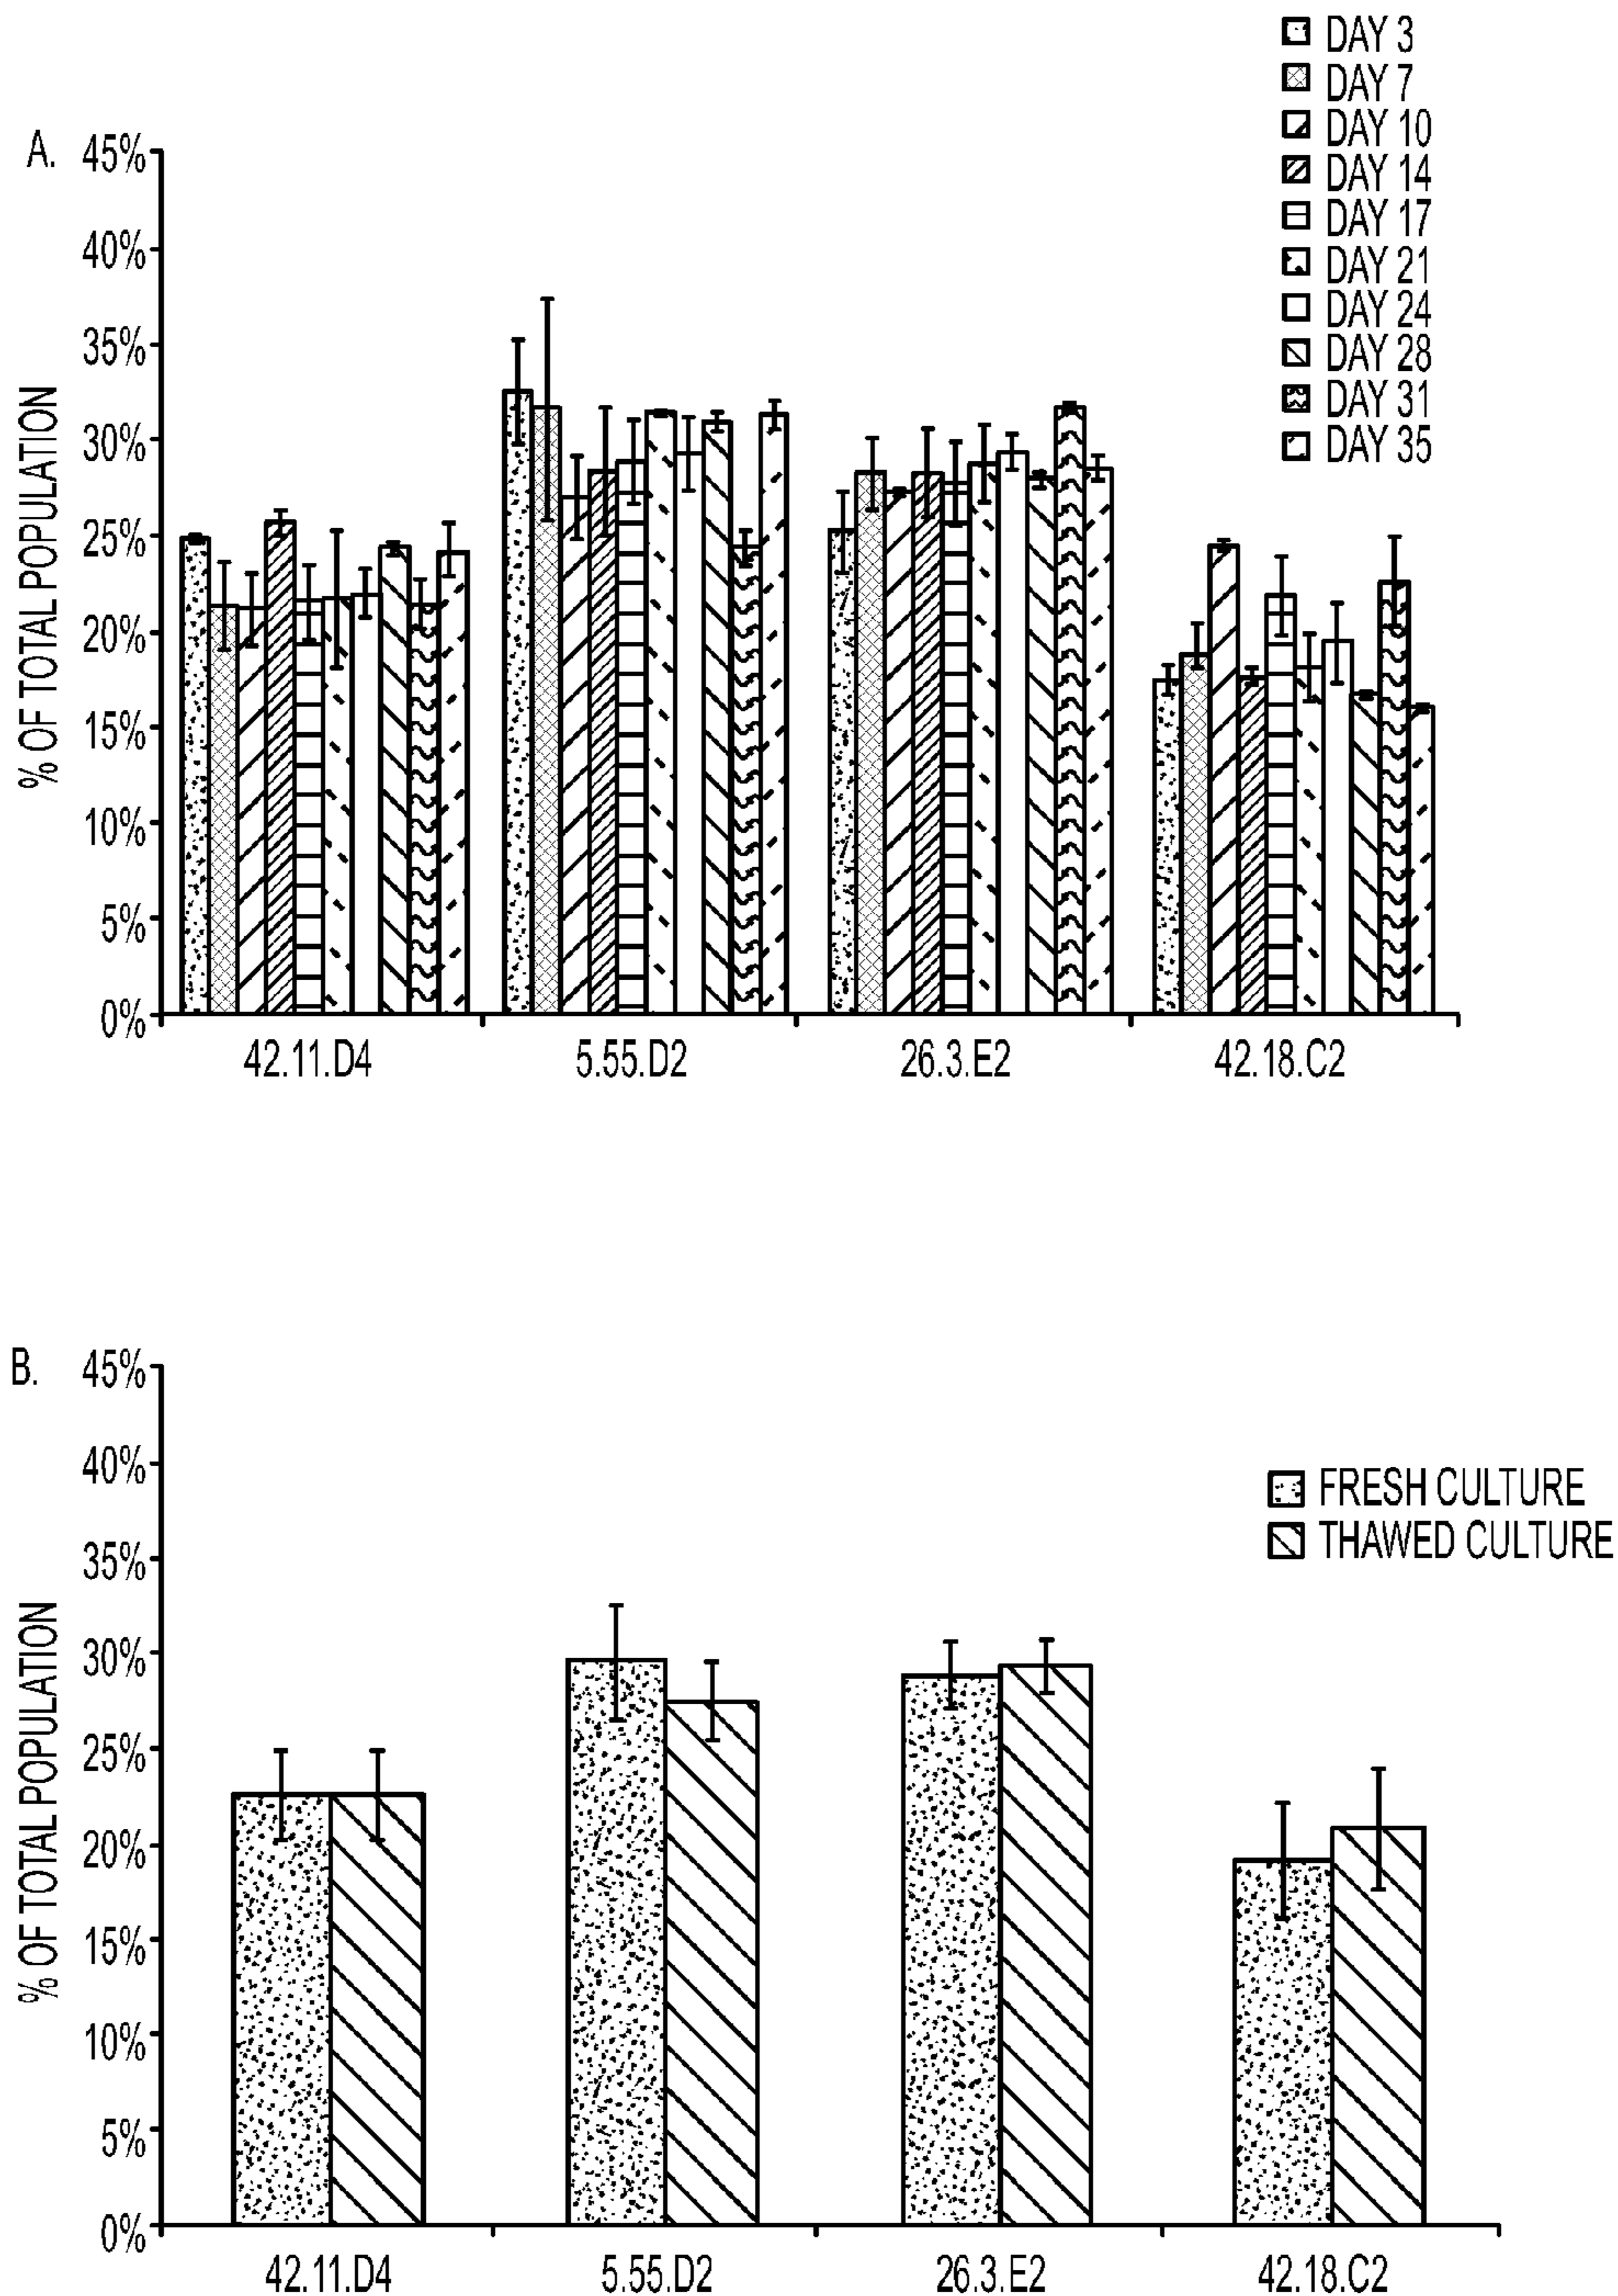 DAY 3
DAY 7
DAY 10
DAY 14
DAY 17
DAY 21
DAY 24
DAY 28
DAY 31
DAY 35
A.
45%
40%
35%
30%
25%
20%
15%
10%
5%
0%
% OF TOTAL POPULATION
42.11.D4 5.55.D2 26.3.E2 42.18.C2
B.
45%
40%
35%
30%
25%
20%
15%
10%
5%
0%
% OF TOTAL POPULATION
FRESH CULTURE
THAWED CULTURE
42.11.D4 5.55.D2 26.3.E2 42.18.C2